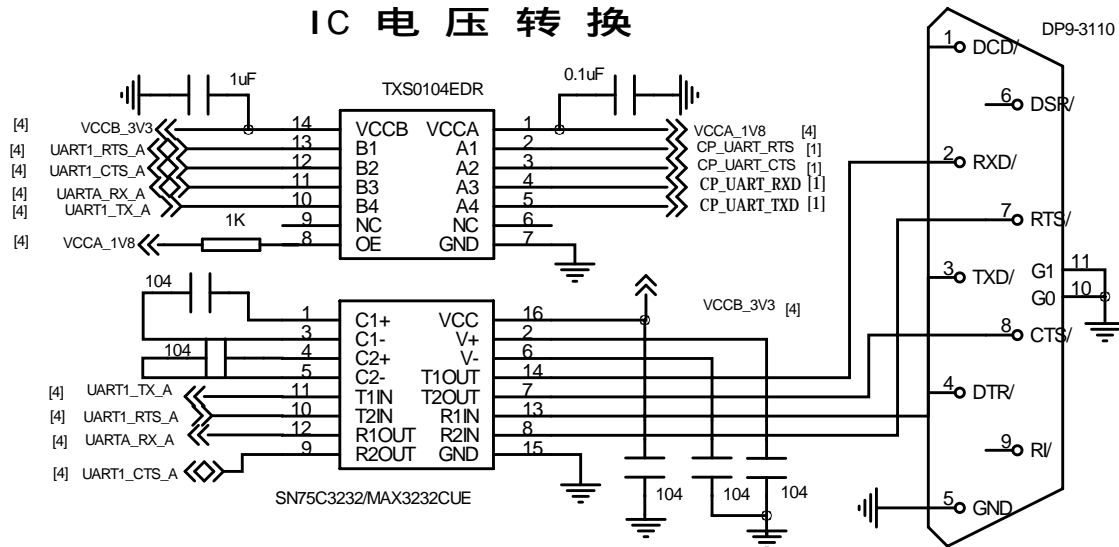 IC 电 压 转 换
DP9-3110
1uF
TXS0104EDR
0.1uF
[4] VCCB_3V3 14 VCCB VCCA 1 VCCA_1V8 [4]
[4] UART1_RTS_A 13 B1 A1 2 CP_UART_RTS [1]
[4] UART1_CTS_A 12 B2 A2 3 CP_UART_CTS [1]
[4] UARTA_RX_A 11 B3 A3 4 CP_UART_RXD [1]
[4] UART1_TX_A 10 B4 A4 5 CP_UART_TXD [1]
9 NC NC 6
[4] VCCA_1V8 1K 8 OE GND 7
104
1 C1+ VCC 16 VCCB_3V3 [4]
3 C1- V+ 2
104 4 C2+ V- 6
5 C2- T1OUT 14
[4] UART1_TX_A 11 T1IN T2OUT 7
[4] UART1_RTS_A 10 T2IN R1IN 13
[4] UARTA_RX_A 12 R1OUT R2IN 8
[4] UART1_CTS_A 9 R2OUT GND 15
104 104 104
SN75C3232/MAX3232CUE
1 DCD/
6 DSR/
2 RXD/
7 RTS/
3 TXD/
G1 11
G0 10
8 CTS/
4 DTR/
9 RI/
5 GND